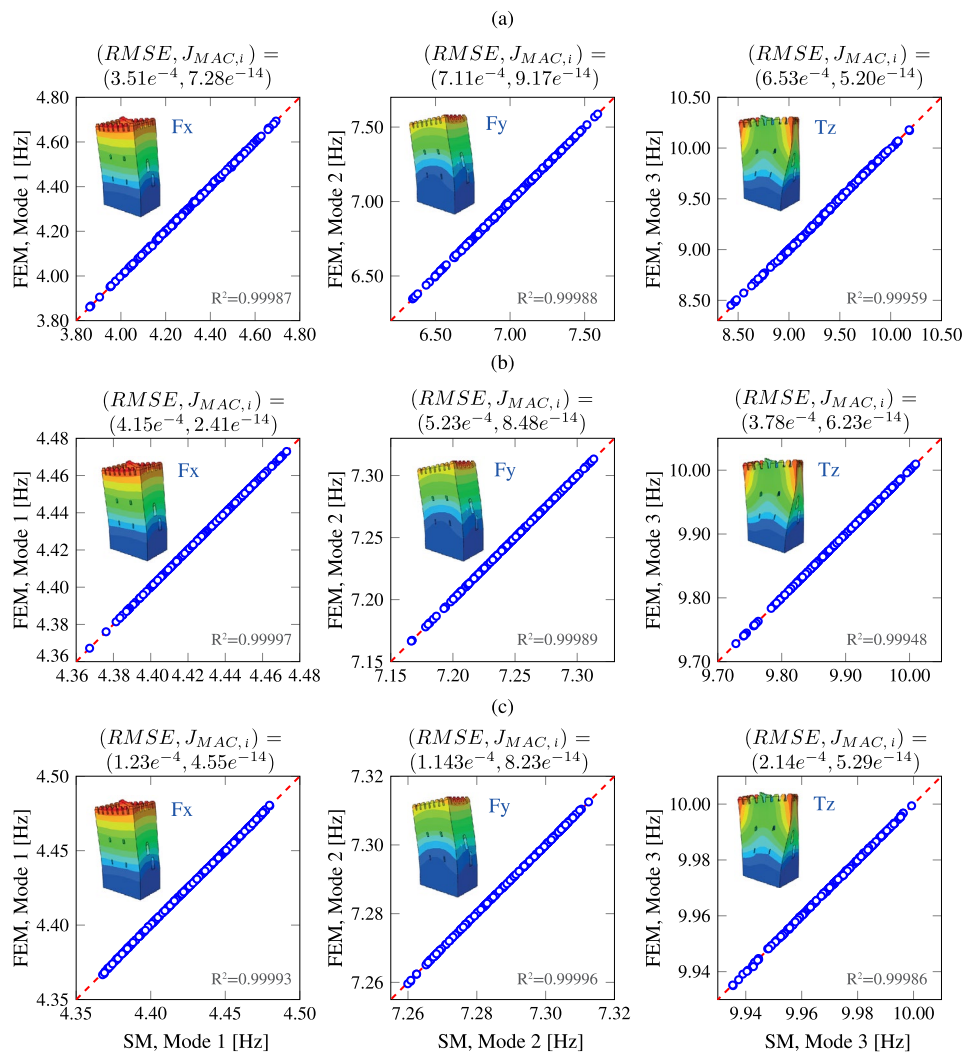 (a)
(RMSE, J_{MAC,i}) =
(3.51e^{-4}, 7.28e^{-14})
(RMSE, J_{MAC,i}) =
(7.11e^{-4}, 9.17e^{-14})
(RMSE, J_{MAC,i}) =
(6.53e^{-4}, 5.20e^{-14})
FEM, Mode 1 [Hz]
4.80
4.60
4.40
4.20
4.00
3.80
Fx
R²=0.99987
3.80 4.00 4.20 4.40 4.60 4.80
FEM, Mode 2 [Hz]
7.50
7.00
6.50
Fy
R²=0.99988
6.50 7.00 7.50
FEM, Mode 3 [Hz]
10.50
10.00
9.50
9.00
8.50
Tz
R²=0.99959
8.50 9.00 9.50 10.00 10.50
(b)
(RMSE, J_{MAC,i}) =
(4.15e^{-4}, 2.41e^{-14})
(RMSE, J_{MAC,i}) =
(5.23e^{-4}, 8.48e^{-14})
(RMSE, J_{MAC,i}) =
(3.78e^{-4}, 6.23e^{-14})
FEM, Mode 1 [Hz]
4.48
4.46
4.44
4.42
4.40
4.38
4.36
Fx
R²=0.99997
4.36 4.38 4.40 4.42 4.44 4.46 4.48
FEM, Mode 2 [Hz]
7.30
7.25
7.20
7.15
Fy
R²=0.99989
7.15 7.20 7.25 7.30
FEM, Mode 3 [Hz]
10.00
9.90
9.80
9.70
Tz
R²=0.99948
9.70 9.80 9.90 10.00
(c)
(RMSE, J_{MAC,i}) =
(1.23e^{-4}, 4.55e^{-14})
(RMSE, J_{MAC,i}) =
(1.143e^{-4}, 8.23e^{-14})
(RMSE, J_{MAC,i}) =
(2.14e^{-4}, 5.29e^{-14})
FEM, Mode 1 [Hz]
4.50
4.45
4.40
4.35
Fx
R²=0.99993
4.35 4.40 4.45 4.50
SM, Mode 1 [Hz]
FEM, Mode 2 [Hz]
7.32
7.30
7.28
7.26
Fy
R²=0.99996
7.26 7.28 7.30 7.32
SM, Mode 2 [Hz]
FEM, Mode 3 [Hz]
10.00
9.98
9.96
9.94
Tz
R²=0.99986
9.94 9.96 9.98 10.00
SM, Mode 3 [Hz]